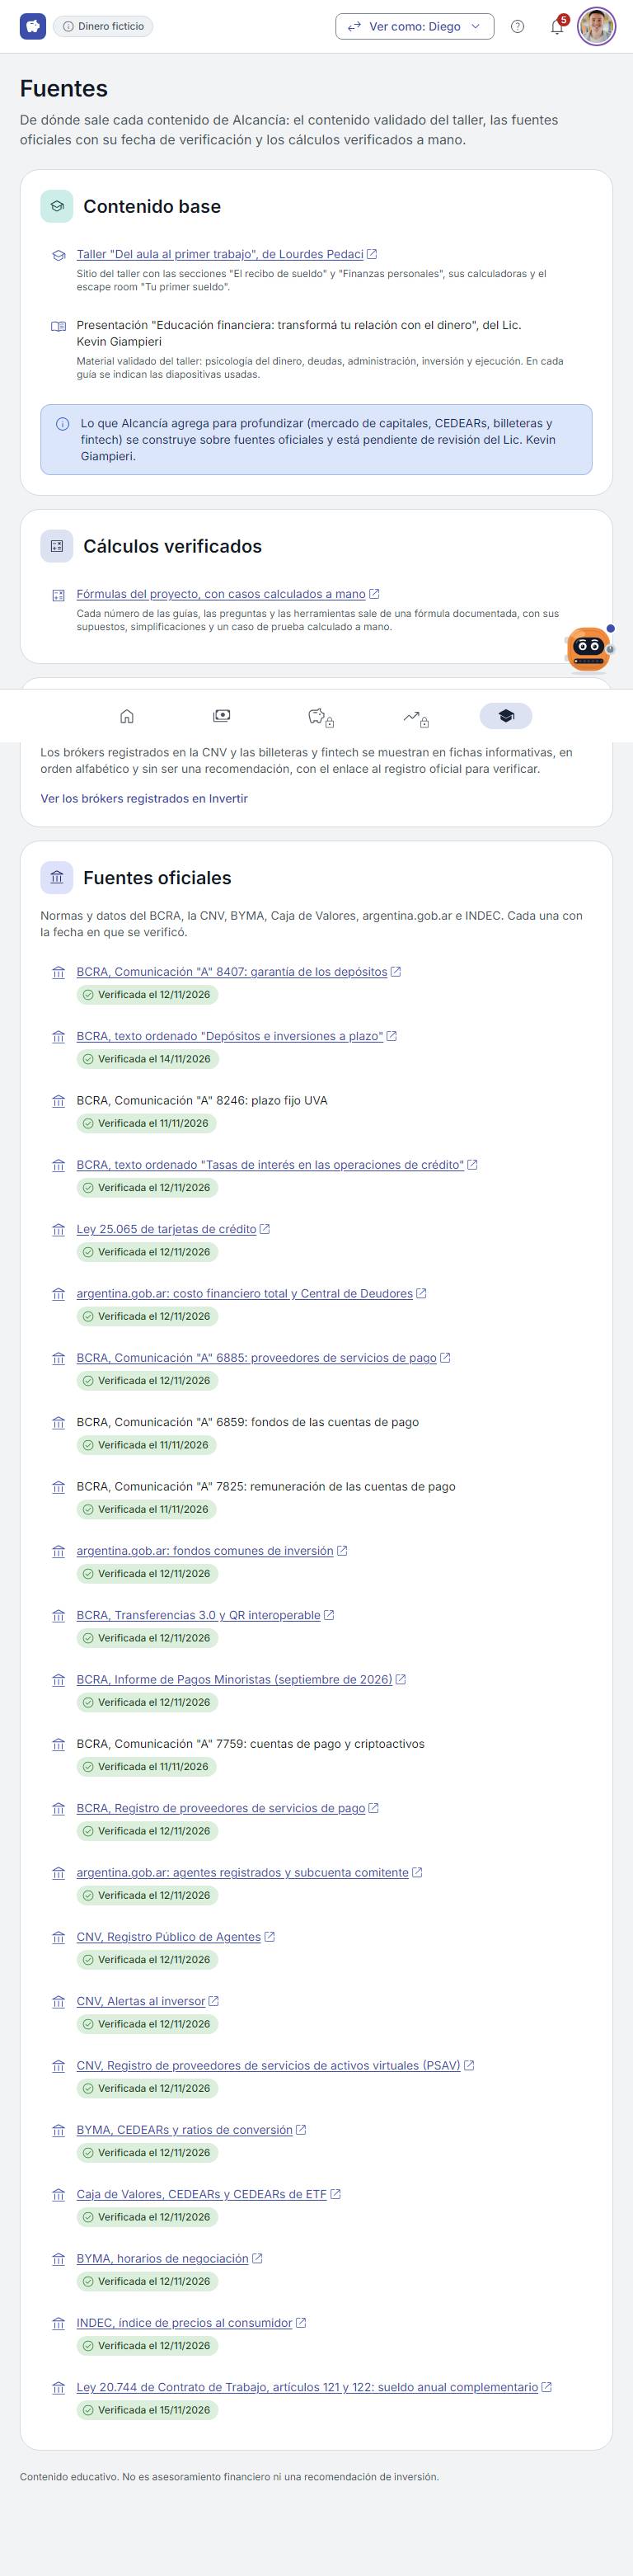 Dinero ficticio
Ver como: Diego
5
Fuentes
De dónde sale cada contenido de Alcancía: el contenido validado del taller, las fuentes
oficiales con su fecha de verificación y los cálculos verificados a mano.
Contenido base
Taller "Del aula al primer trabajo", de Lourdes Pedací
Sitio del taller con las secciones "El recibo de sueldo" y "Finanzas personales", sus calculadoras y el
escape room "Tu primer sueldo".
Presentación "Educación financiera: transformá tu relación con el dinero", del Lic.
Kevin Giampieri
Material validado del taller: psicología del dinero, deudas, administración, inversión y ejecución. En cada
guía se indican las diapositivas usadas.
Lo que Alcancía agrega para profundizar (mercado de capitales, CEDEARs, billeteras y
fintech) se construye sobre fuentes oficiales y está pendiente de revisión del Lic. Kevin
Giampieri.
Cálculos verificados
Fórmulas del proyecto, con casos calculados a mano
Cada número de las guías, las preguntas y las herramientas sale de una fórmula documentada, con sus
supuestos, simplificaciones y un caso de prueba calculado a mano.
Los brókers registrados en la CNV y las billeteras y fintech se muestran en fichas informativas, en
orden alfabético y sin ser una recomendación, con el enlace al registro oficial para verificar.
Ver los brókers registrados en Invertir
Fuentes oficiales
Normas y datos del BCRA, la CNV, BYMA, Caja de Valores, argentina.gob.ar e INDEC. Cada una con
la fecha en que se verificó.
BCRA, Comunicación "A" 8407: garantía de los depósitos
Verificada el 12/11/2026
BCRA, texto ordenado "Depósitos e inversiones a plazo"
Verificada el 14/11/2026
BCRA, Comunicación "A" 8246: plazo fijo UVA
Verificada el 11/11/2026
BCRA, texto ordenado "Tasas de interés en las operaciones de crédito"
Verificada el 12/11/2026
Ley 25.065 de tarjetas de crédito
Verificada el 12/11/2026
argentina.gob.ar: costo financiero total y Central de Deudores
Verificada el 12/11/2026
BCRA, Comunicación "A" 6885: proveedores de servicios de pago
Verificada el 12/11/2026
BCRA, Comunicación "A" 6859: fondos de las cuentas de pago
Verificada el 11/11/2026
BCRA, Comunicación "A" 7825: remuneración de las cuentas de pago
Verificada el 11/11/2026
argentina.gob.ar: fondos comunes de inversión
Verificada el 12/11/2026
BCRA, Transferencias 3.0 y QR interoperable
Verificada el 12/11/2026
BCRA, Informe de Pagos Minoristas (septiembre de 2026)
Verificada el 12/11/2026
BCRA, Comunicación "A" 7759: cuentas de pago y criptoactivos
Verificada el 11/11/2026
BCRA, Registro de proveedores de servicios de pago
Verificada el 12/11/2026
argentina.gob.ar: agentes registrados y subcuenta comitente
Verificada el 12/11/2026
CNV, Registro Público de Agentes
Verificada el 12/11/2026
CNV, Alertas al inversor
Verificada el 12/11/2026
CNV, Registro de proveedores de servicios de activos virtuales (PSAV)
Verificada el 12/11/2026
BYMA, CEDEARs y ratios de conversión
Verificada el 12/11/2026
Caja de Valores, CEDEARs y CEDEARs de ETF
Verificada el 12/11/2026
BYMA, horarios de negociación
Verificada el 12/11/2026
INDEC, índice de precios al consumidor
Verificada el 12/11/2026
Ley 20.744 de Contrato de Trabajo, artículos 121 y 122: sueldo anual complementario
Verificada el 15/11/2026
Contenido educativo. No es asesoramiento financiero ni una recomendación de inversión.